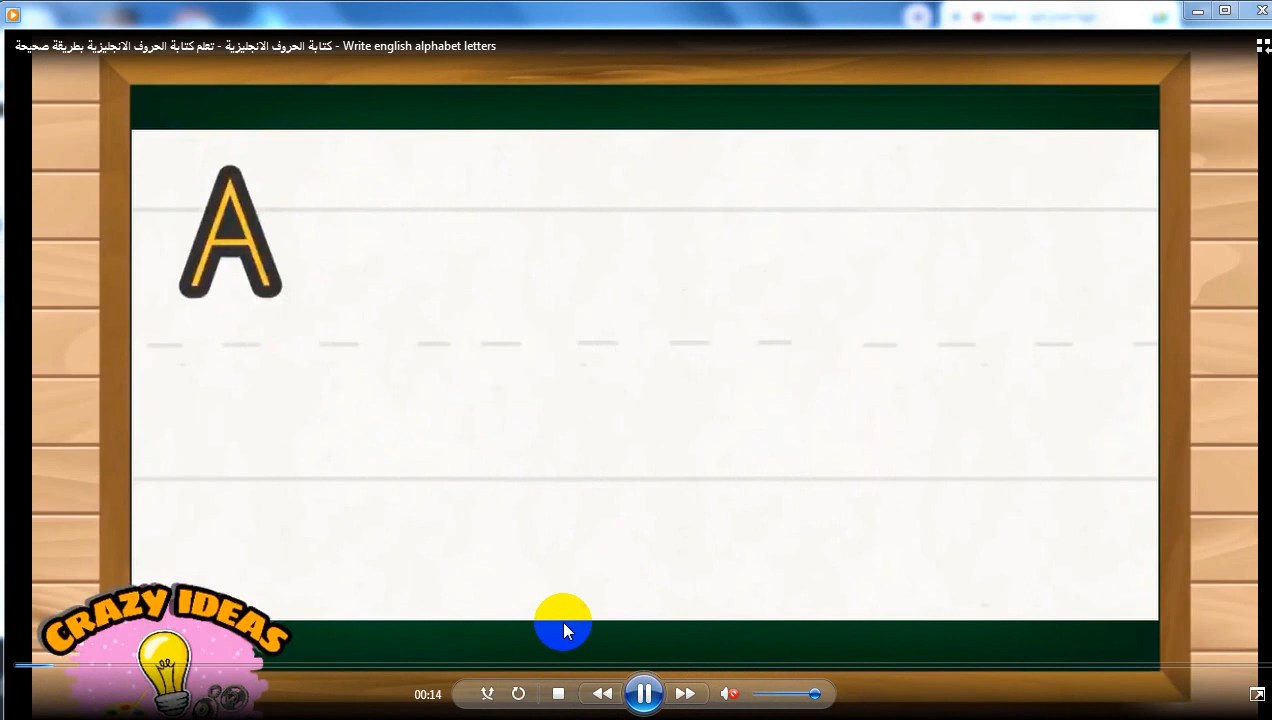 كتابة الحروف الانجليزية - تعلم كتابة الحروف الانجليزية بطريقة صحيحة - Write english alphabet letters
A
CRAZY IDEAS
00:14